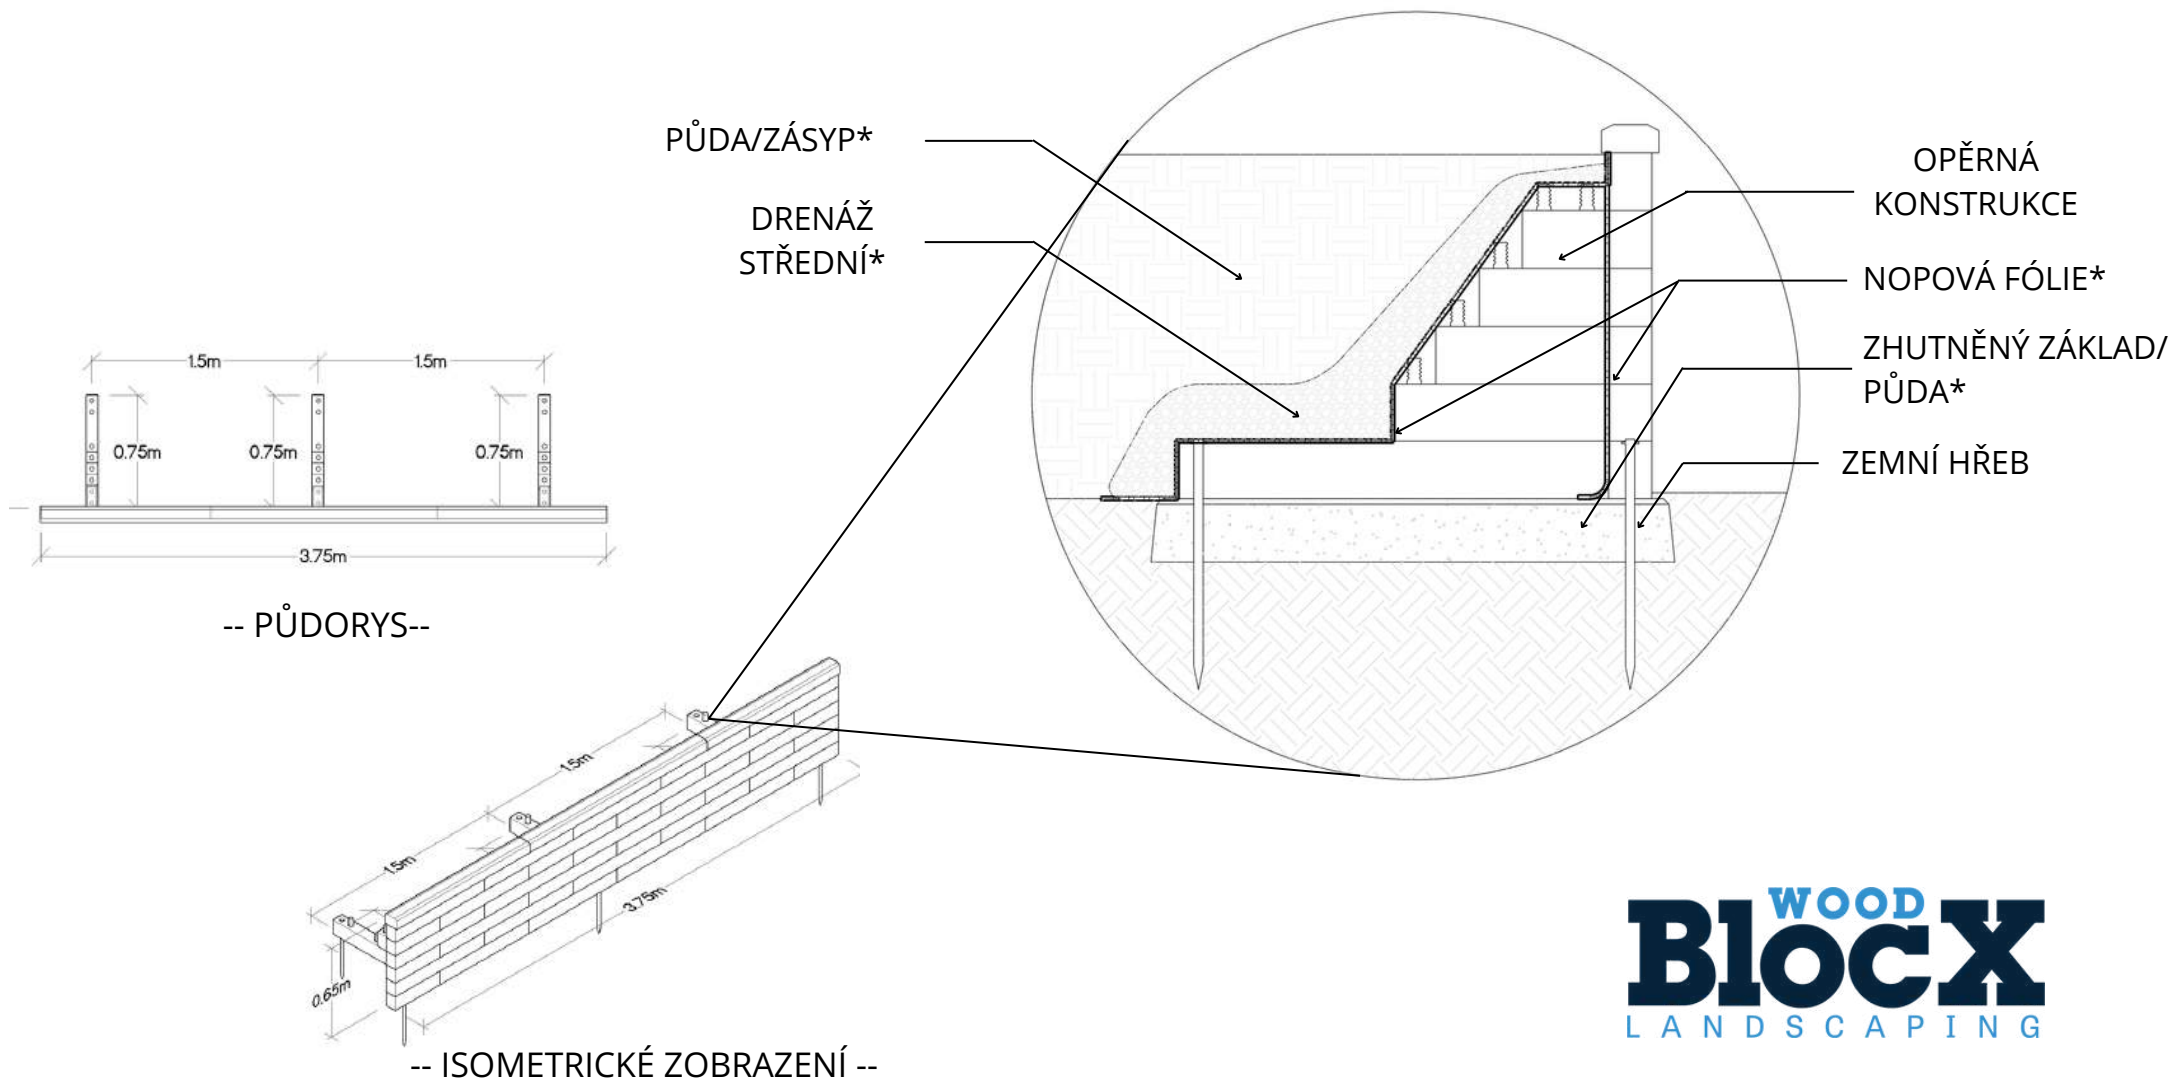 PŮDA/ZÁSYP*
DRENÁŽ
STŘEDNÍ*
OPĚRNÁ
KONSTRUKCE
NOPOVÁ FÓLIE*
ZHUTNĚNÝ ZÁKLAD/
PŮDA*
ZEMNÍ HŘEB
1.5m
1.5m
0.75m
0.75m
0.75m
3.75m
-- PŮDORYS--
1.5m
1.5m
3.75m
0.65m
-- ISOMETRICKÉ ZOBRAZENÍ --
WOOD
BlocX
LANDSCAPING